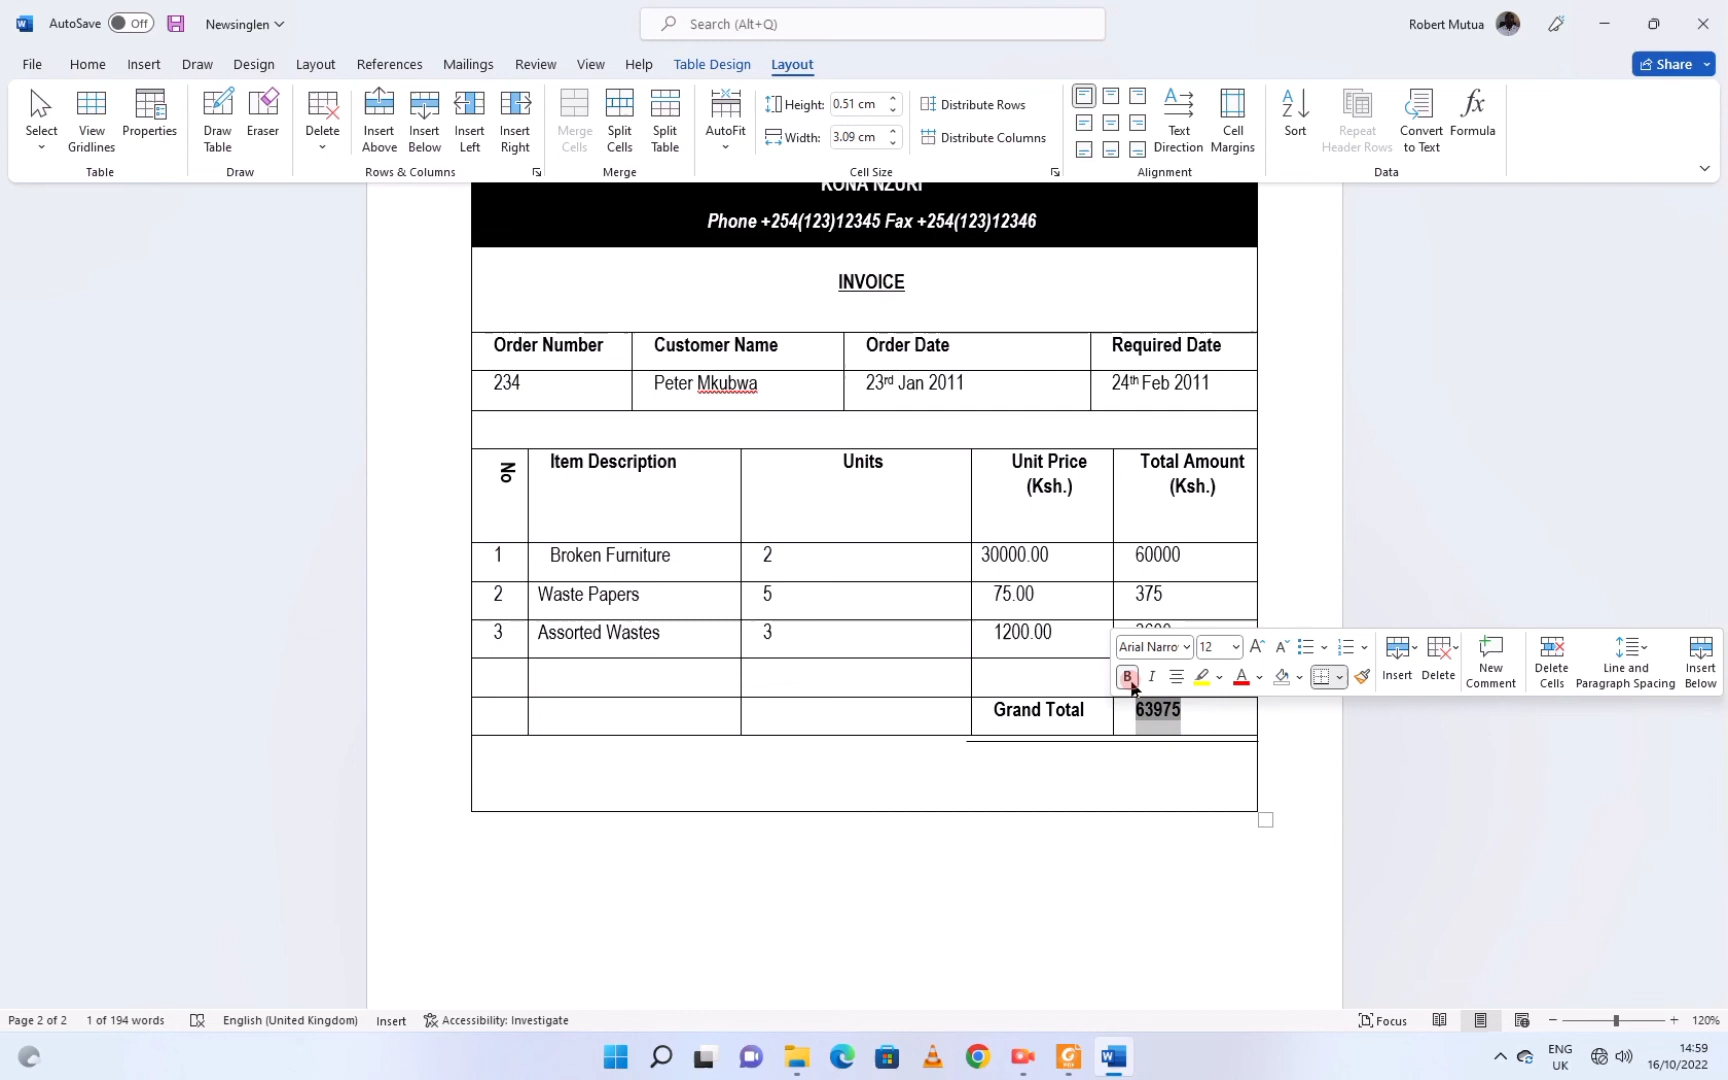 AutoSave Off Newsinglen Search (Alt+Q) Robert Mutua
File Home Insert Draw Design Layout References Mailings Review View Help Table Design Layout Share
Select View Gridlines Properties
Table
Draw Table Eraser
Draw
Delete Insert Above Insert Below Insert Left Insert Right
Rows & Columns
Merge Cells Split Cells Split Table
Merge
AutoFit Height: 0.51 cm Distribute Rows
Width: 3.09 cm Distribute Columns
Cell Size
Text Direction Cell Margins
Alignment
Sort Repeat Header Rows Convert to Text fx Formula
Data
KONA NZURI
Phone +254(123)12345 Fax +254(123)12346
INVOICE
Order Number Customer Name Order Date Required Date
234 Peter Mkubwa 23rd Jan 2011 24th Feb 2011
No Item Description Units Unit Price (Ksh.) Total Amount (Ksh.)
1 Broken Furniture 2 30000.00 60000
2 Waste Papers 5 75.00 375
3 Assorted Wastes 3 1200.00
Arial Narro 12
B I
Insert Delete New Comment Delete Cells Line and Paragraph Spacing Insert Below
Grand Total 63975
Page 2 of 2 1 of 194 words English (United Kingdom) Insert Accessibility: Investigate Focus 120%
ENG UK 14:59 16/10/2022